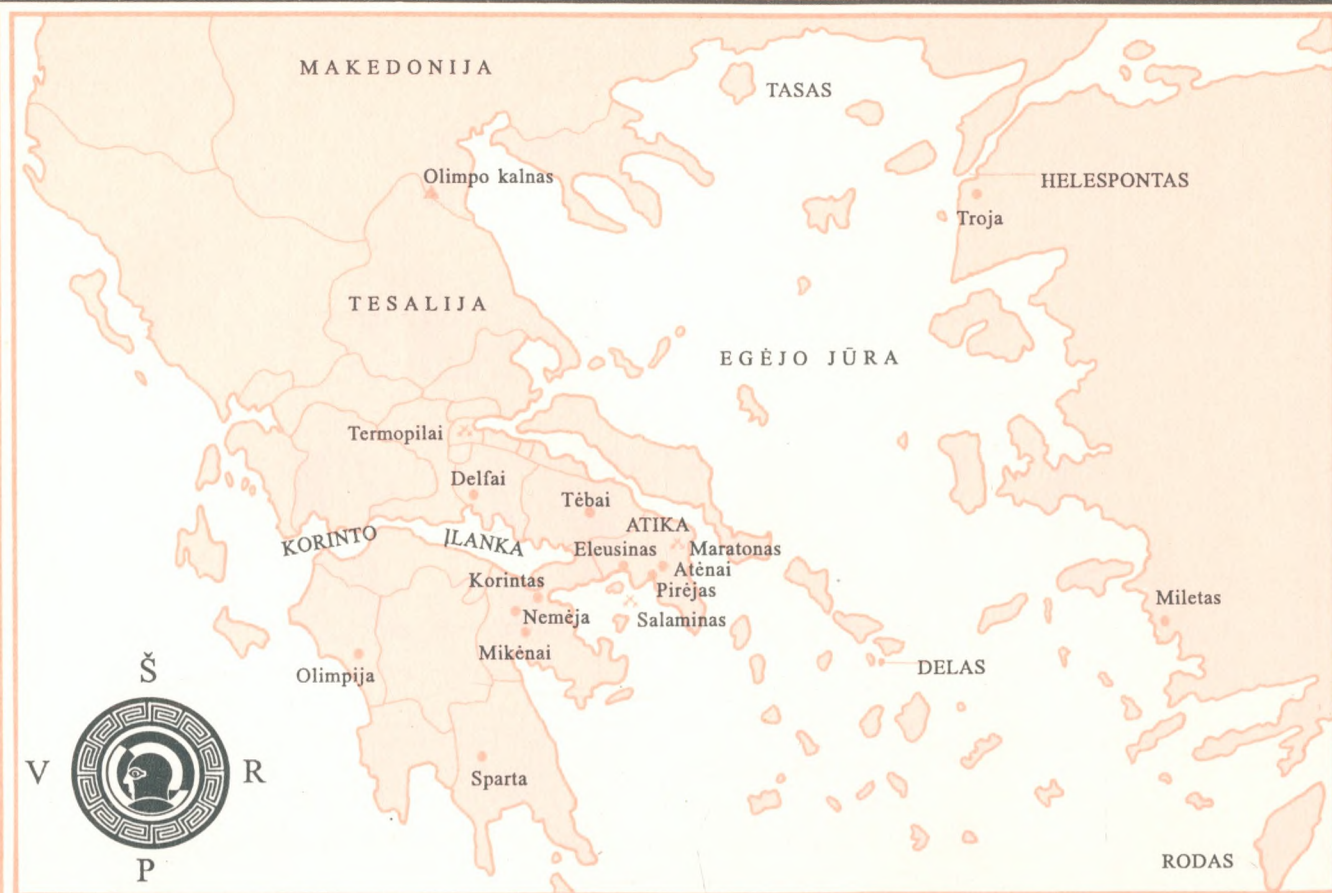 MAKEDONIJA
TASAS
Olimpo kalnas
HELESPONTAS
Troja
TESALIJA
EGĖJO JŪRA
Termopilai
Delfai
Tėbai
ATIKA
KORINTO ĮLANKA
Eleusinas
Maratonas
Atėnai
Korintas
Pirėjas
Miletas
Nemėja
Salaminas
Mikėnai
DELAS
Olimpija
Š
V
R
Sparta
P
RODAS